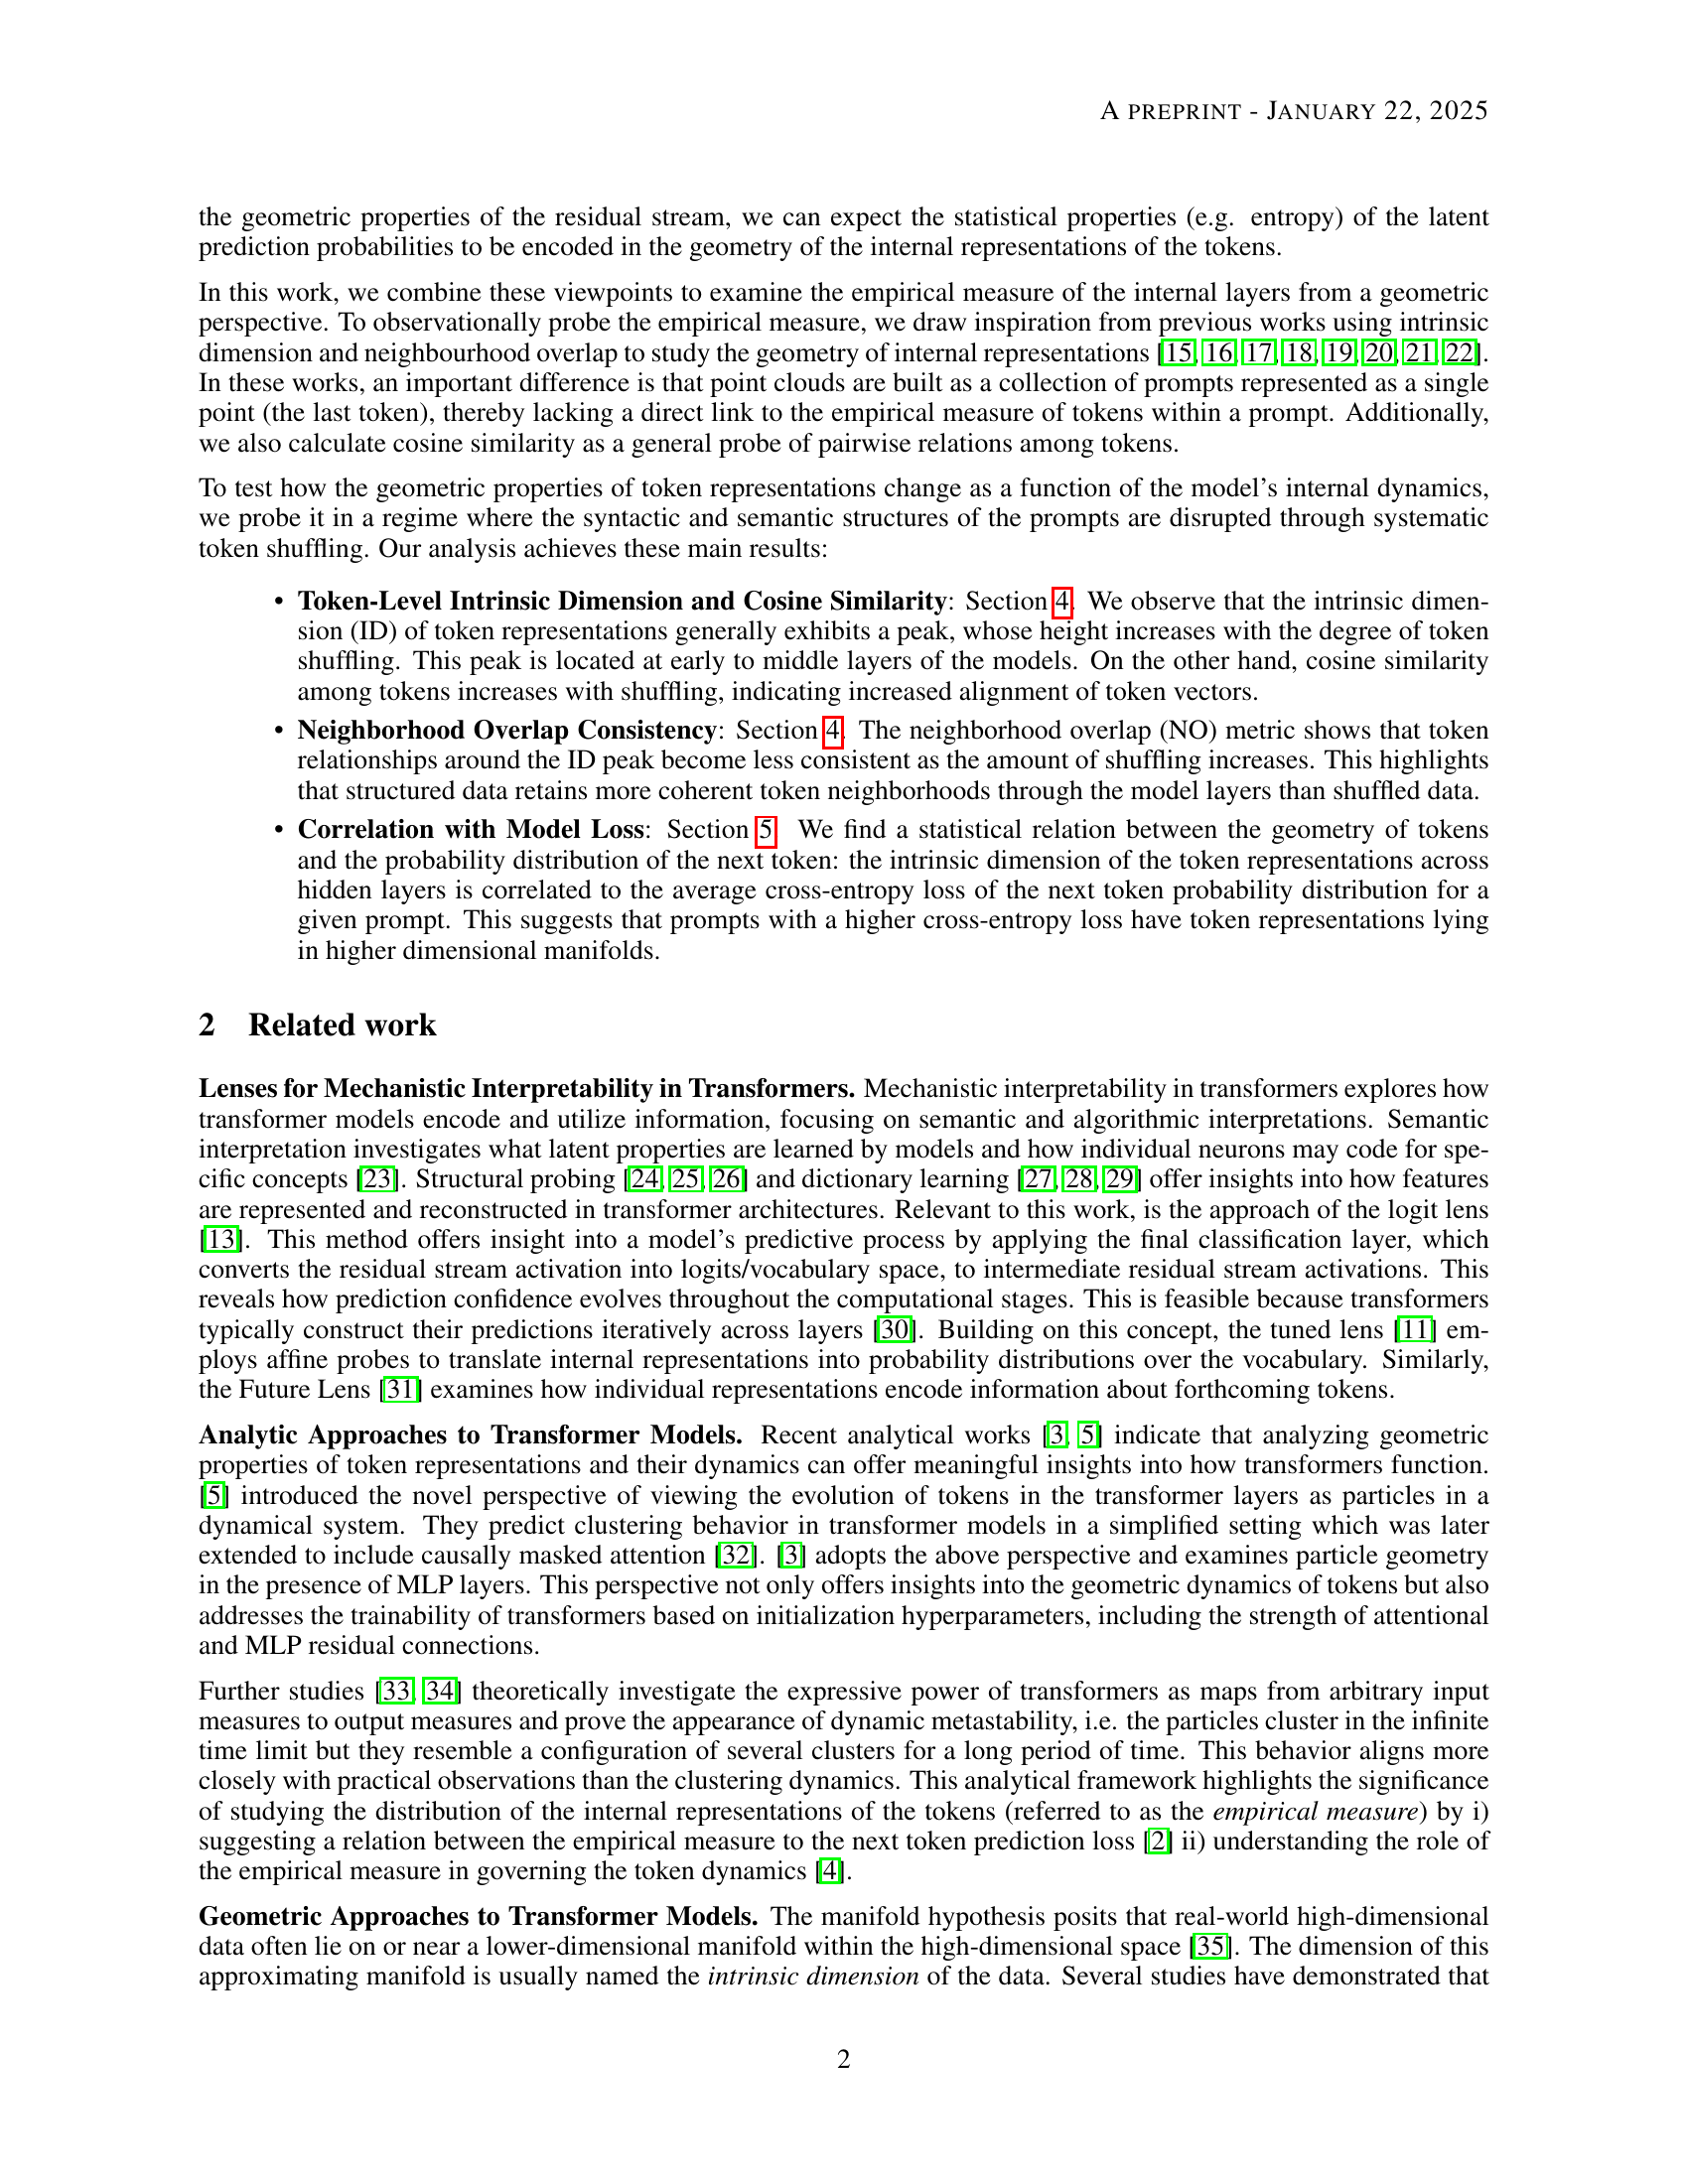 A PREPRINT - JANUARY 22, 2025
the geometric properties of the residual stream, we can expect the statistical properties (e.g. entropy) of the latent
prediction probabilities to be encoded in the geometry of the internal representations of the tokens.
In this work, we combine these viewpoints to examine the empirical measure of the internal layers from a geometric
perspective. To observationally probe the empirical measure, we draw inspiration from previous works using intrinsic
dimension and neighbourhood overlap to study the geometry of internal representations [15, 16, 17, 18, 19, 20, 21, 22].
In these works, an important difference is that point clouds are built as a collection of prompts represented as a single
point (the last token), thereby lacking a direct link to the empirical measure of tokens within a prompt. Additionally,
we also calculate cosine similarity as a general probe of pairwise relations among tokens.
To test how the geometric properties of token representations change as a function of the model's internal dynamics,
we probe it in a regime where the syntactic and semantic structures of the prompts are disrupted through systematic
token shuffling. Our analysis achieves these main results:
• Token-Level Intrinsic Dimension and Cosine Similarity: Section 4. We observe that the intrinsic dimen-
sion (ID) of token representations generally exhibits a peak, whose height increases with the degree of token
shuffling. This peak is located at early to middle layers of the models. On the other hand, cosine similarity
among tokens increases with shuffling, indicating increased alignment of token vectors.
• Neighborhood Overlap Consistency: Section 4. The neighborhood overlap (NO) metric shows that token
relationships around the ID peak become less consistent as the amount of shuffling increases. This highlights
that structured data retains more coherent token neighborhoods through the model layers than shuffled data.
• Correlation with Model Loss: Section 5. We find a statistical relation between the geometry of tokens
and the probability distribution of the next token: the intrinsic dimension of the token representations across
hidden layers is correlated to the average cross-entropy loss of the next token probability distribution for a
given prompt. This suggests that prompts with a higher cross-entropy loss have token representations lying
in higher dimensional manifolds.
2 Related work
Lenses for Mechanistic Interpretability in Transformers. Mechanistic interpretability in transformers explores how
transformer models encode and utilize information, focusing on semantic and algorithmic interpretations. Semantic
interpretation investigates what latent properties are learned by models and how individual neurons may code for spe-
cific concepts [23]. Structural probing [24, 25, 26] and dictionary learning [27, 28, 29] offer insights into how features
are represented and reconstructed in transformer architectures. Relevant to this work, is the approach of the logit lens
[13]. This method offers insight into a model's predictive process by applying the final classification layer, which
converts the residual stream activation into logits/vocabulary space, to intermediate residual stream activations. This
reveals how prediction confidence evolves throughout the computational stages. This is feasible because transformers
typically construct their predictions iteratively across layers [30]. Building on this concept, the tuned lens [11] em-
ploys affine probes to translate internal representations into probability distributions over the vocabulary. Similarly,
the Future Lens [31] examines how individual representations encode information about forthcoming tokens.
Analytic Approaches to Transformer Models. Recent analytical works [3, 5] indicate that analyzing geometric
properties of token representations and their dynamics can offer meaningful insights into how transformers function.
[5] introduced the novel perspective of viewing the evolution of tokens in the transformer layers as particles in a
dynamical system. They predict clustering behavior in transformer models in a simplified setting which was later
extended to include causally masked attention [32]. [3] adopts the above perspective and examines particle geometry
in the presence of MLP layers. This perspective not only offers insights into the geometric dynamics of tokens but also
addresses the trainability of transformers based on initialization hyperparameters, including the strength of attentional
and MLP residual connections.
Further studies [33, 34] theoretically investigate the expressive power of transformers as maps from arbitrary input
measures to output measures and prove the appearance of dynamic metastability, i.e. the particles cluster in the infinite
time limit but they resemble a configuration of several clusters for a long period of time. This behavior aligns more
closely with practical observations than the clustering dynamics. This analytical framework highlights the significance
of studying the distribution of the internal representations of the tokens (referred to as the empirical measure) by i)
suggesting a relation between the empirical measure to the next token prediction loss [2] ii) understanding the role of
the empirical measure in governing the token dynamics [4].
Geometric Approaches to Transformer Models. The manifold hypothesis posits that real-world high-dimensional
data often lie on or near a lower-dimensional manifold within the high-dimensional space [35]. The dimension of this
approximating manifold is usually named the intrinsic dimension of the data. Several studies have demonstrated that
2